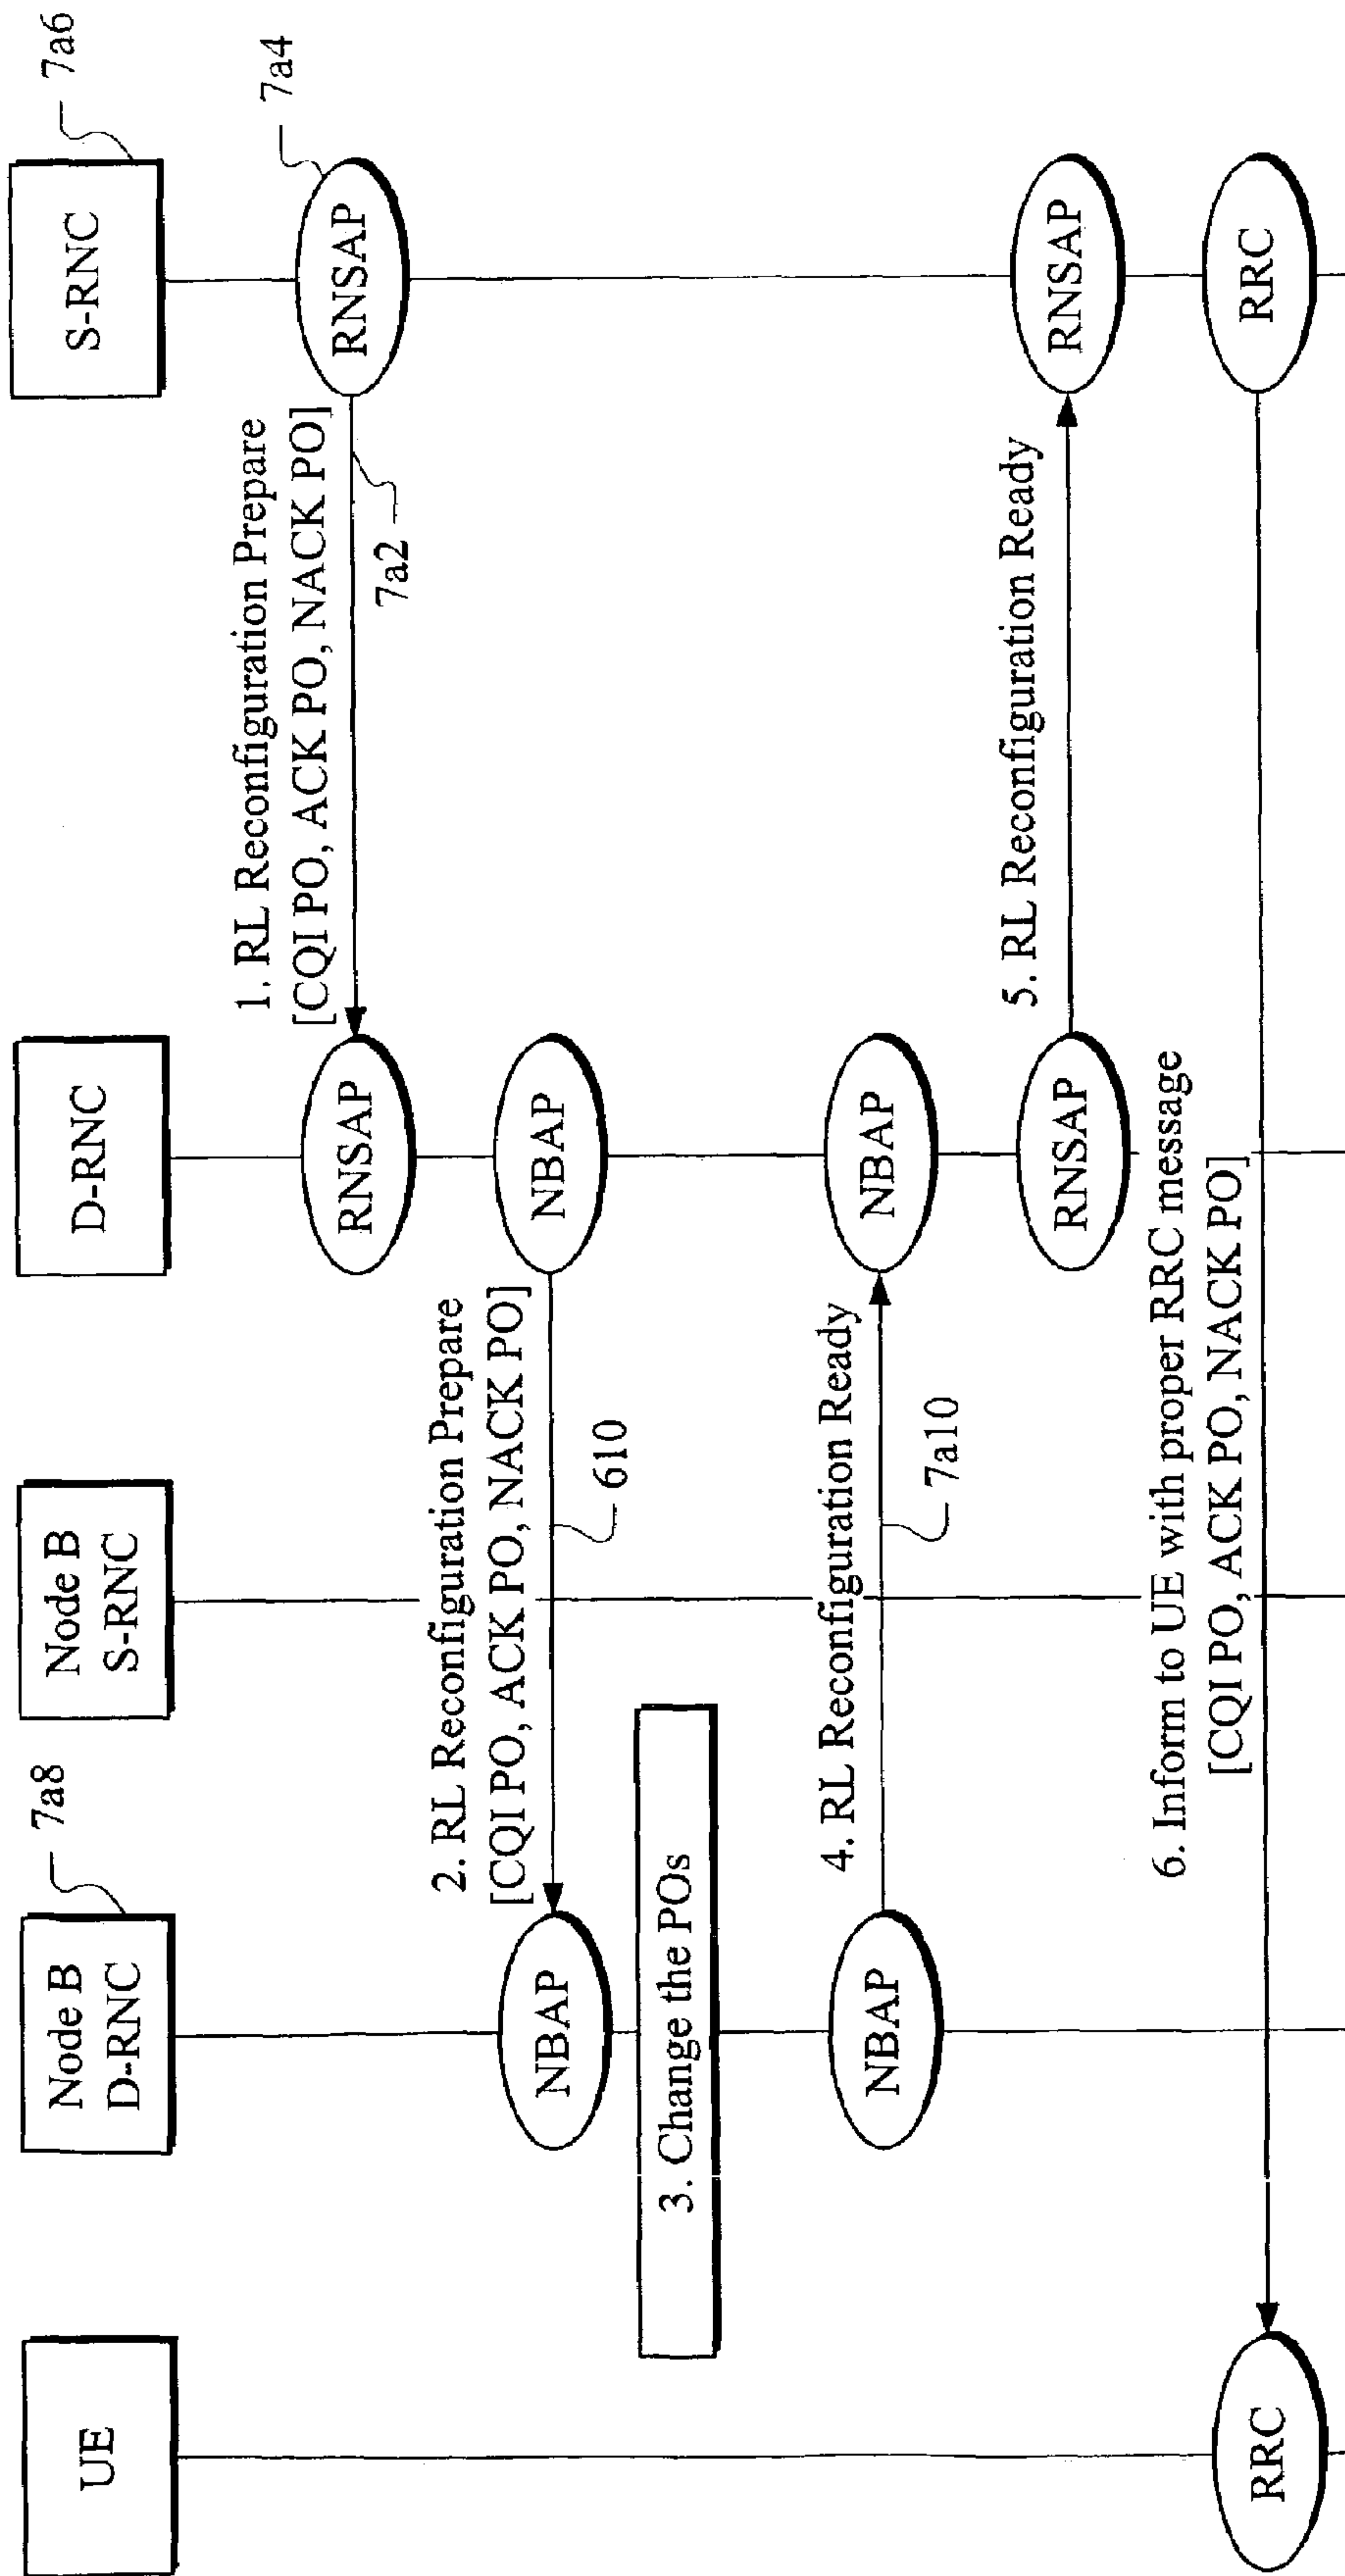 UE
Node B
D-RNC
7a8
Node B
S-RNC
D-RNC
S-RNC
7a6
1. RL Reconfiguration Prepare
[CQI PO, ACK PO, NACK PO]
RNSAP
RNSAP
7a4
7a2
2. RL Reconfiguration Prepare
[CQI PO, ACK PO, NACK PO]
NBAP
NBAP
610
3. Change the POs
4. RL Reconfiguration Ready
NBAP
NBAP
7a10
5. RL Reconfiguration Ready
RNSAP
RNSAP
6. Inform to UE with proper RRC message
[CQI PO, ACK PO, NACK PO]
RRC
RRC